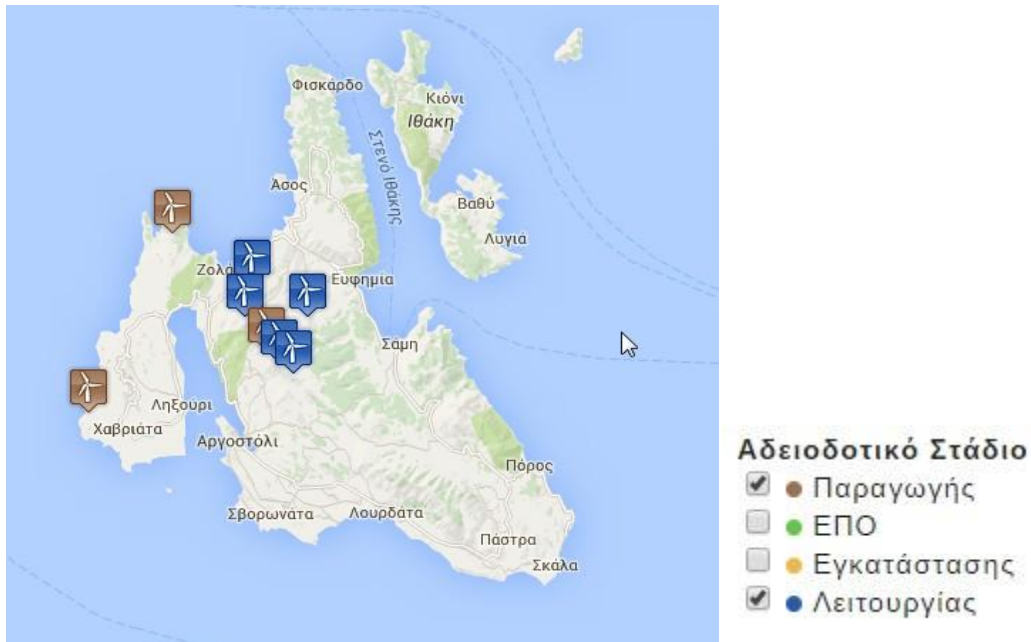 Φισκάρδο
Κιόνι
Ιθάκη
Στενό Ιθάκης
Άσος
Βαθύ
Λυγιά
Ευφημια
Σάμη
Ληξούρι
Χαβριάτα
Αργοστόλι
Πόρος
Σβορωνάτα
Λουρδάτα
Πάστρα
Σκάλα
Αδειοδοτικό Στάδιο
Παραγωγής
ΕΠΟ
Εγκατάστασης
Λειτουργίας